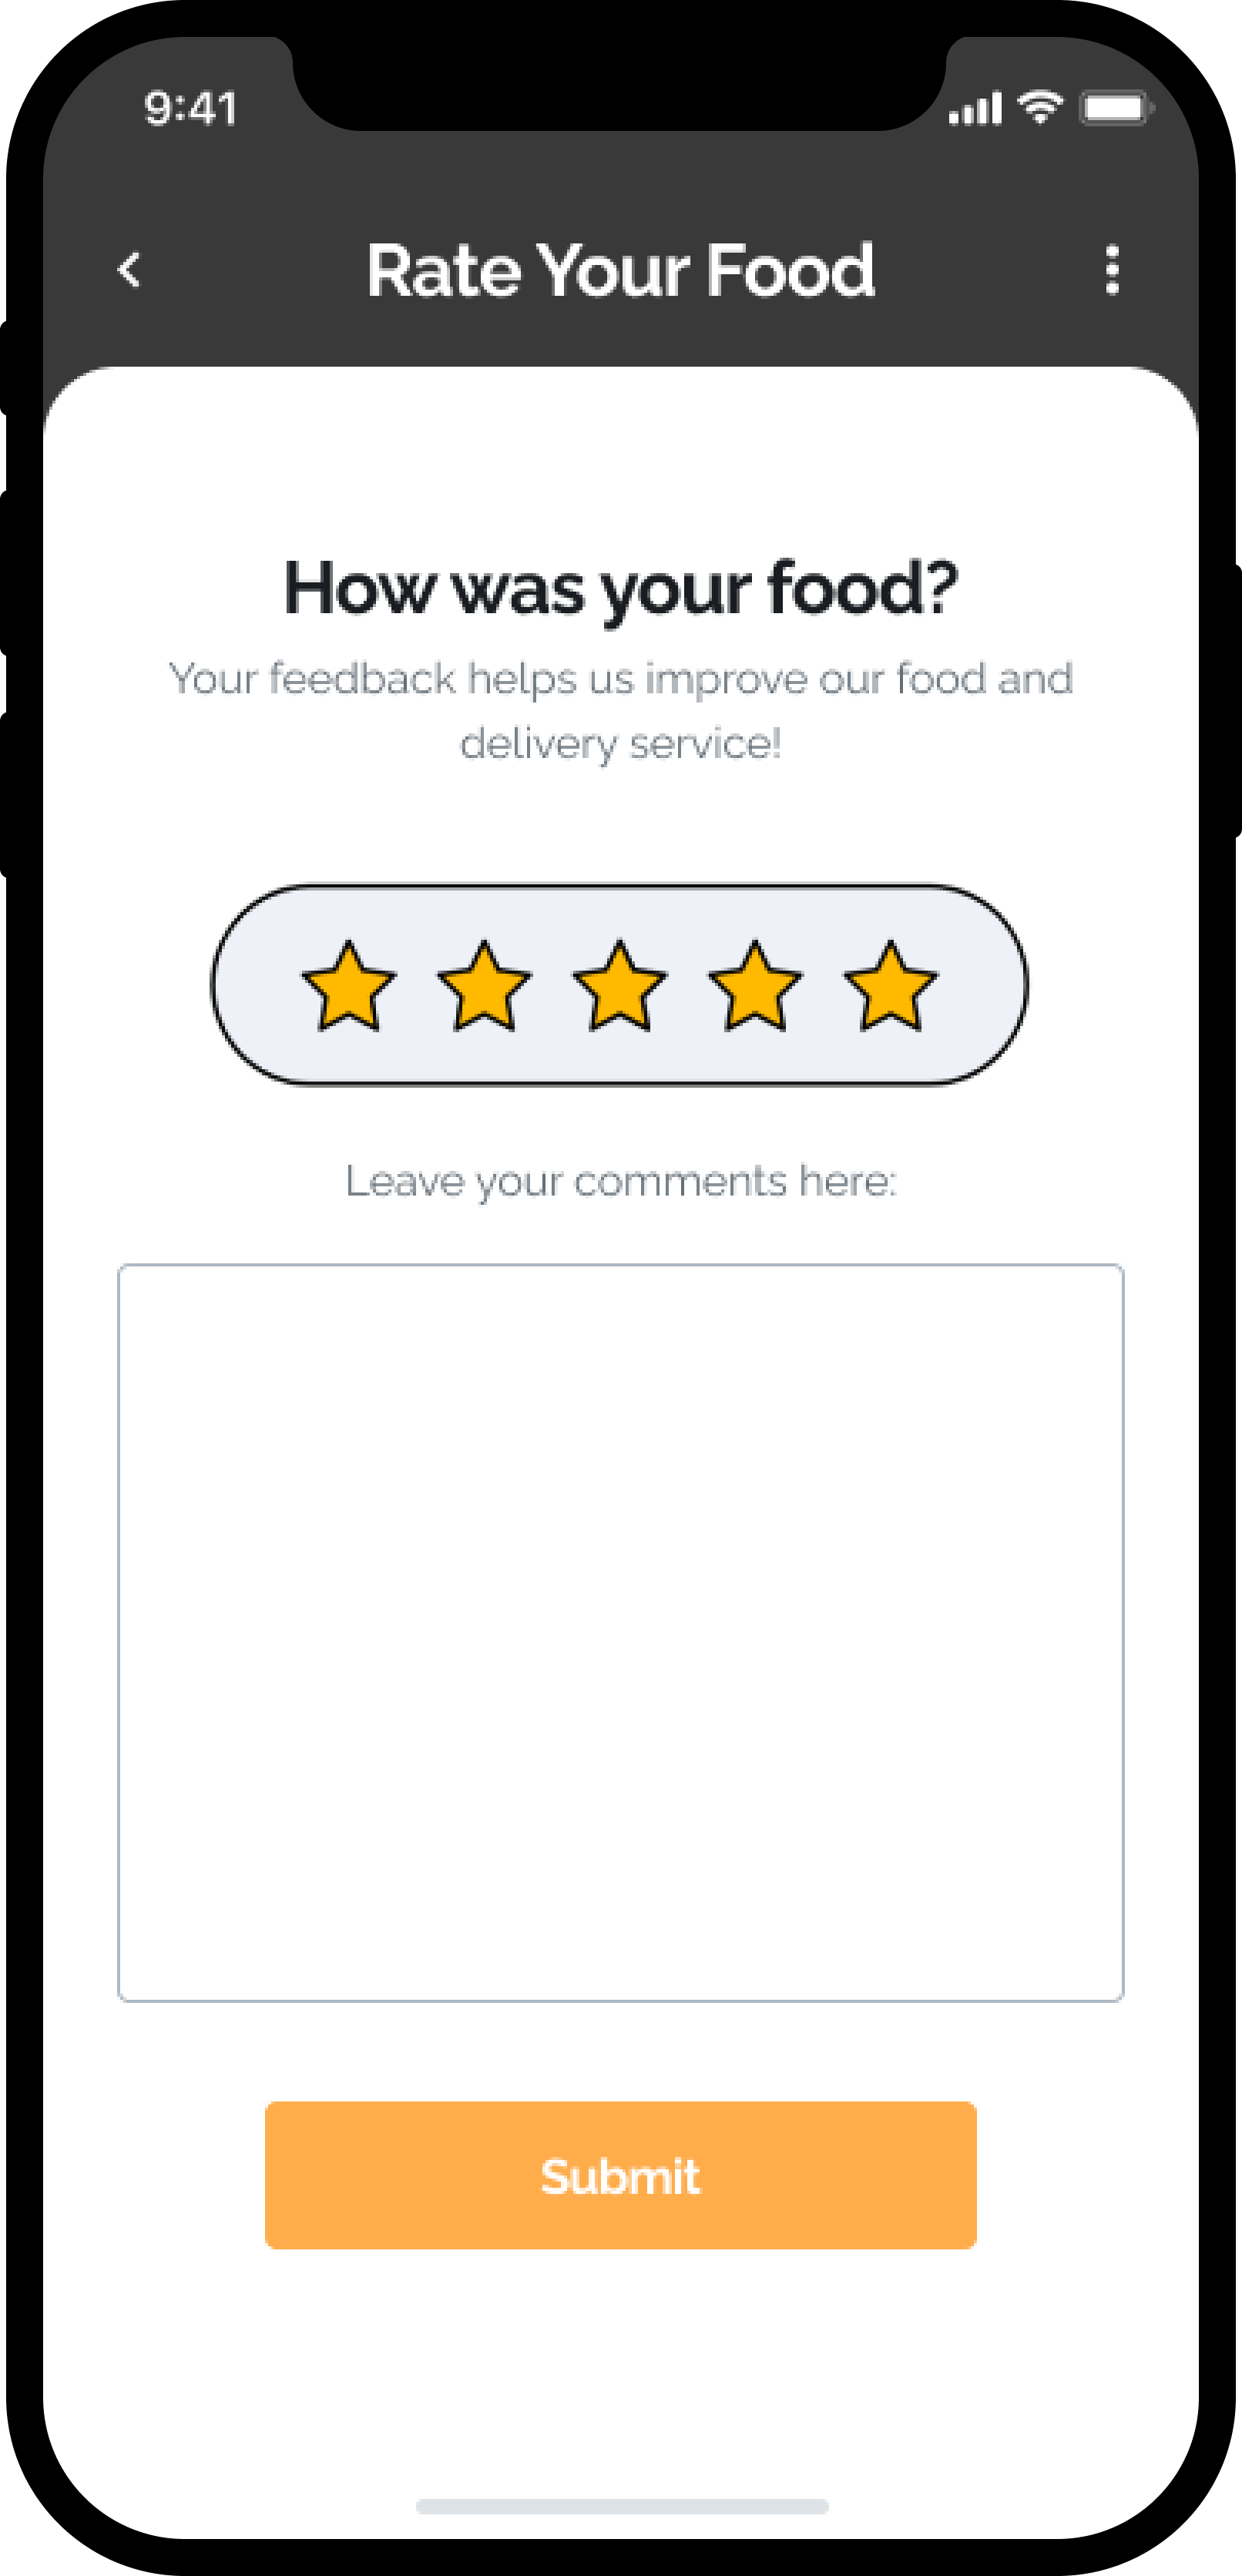 9:41
Rate Your Food
How was your food?
Your feedback helps us improve our food and
delivery service!
Leave your comments here:
Submit